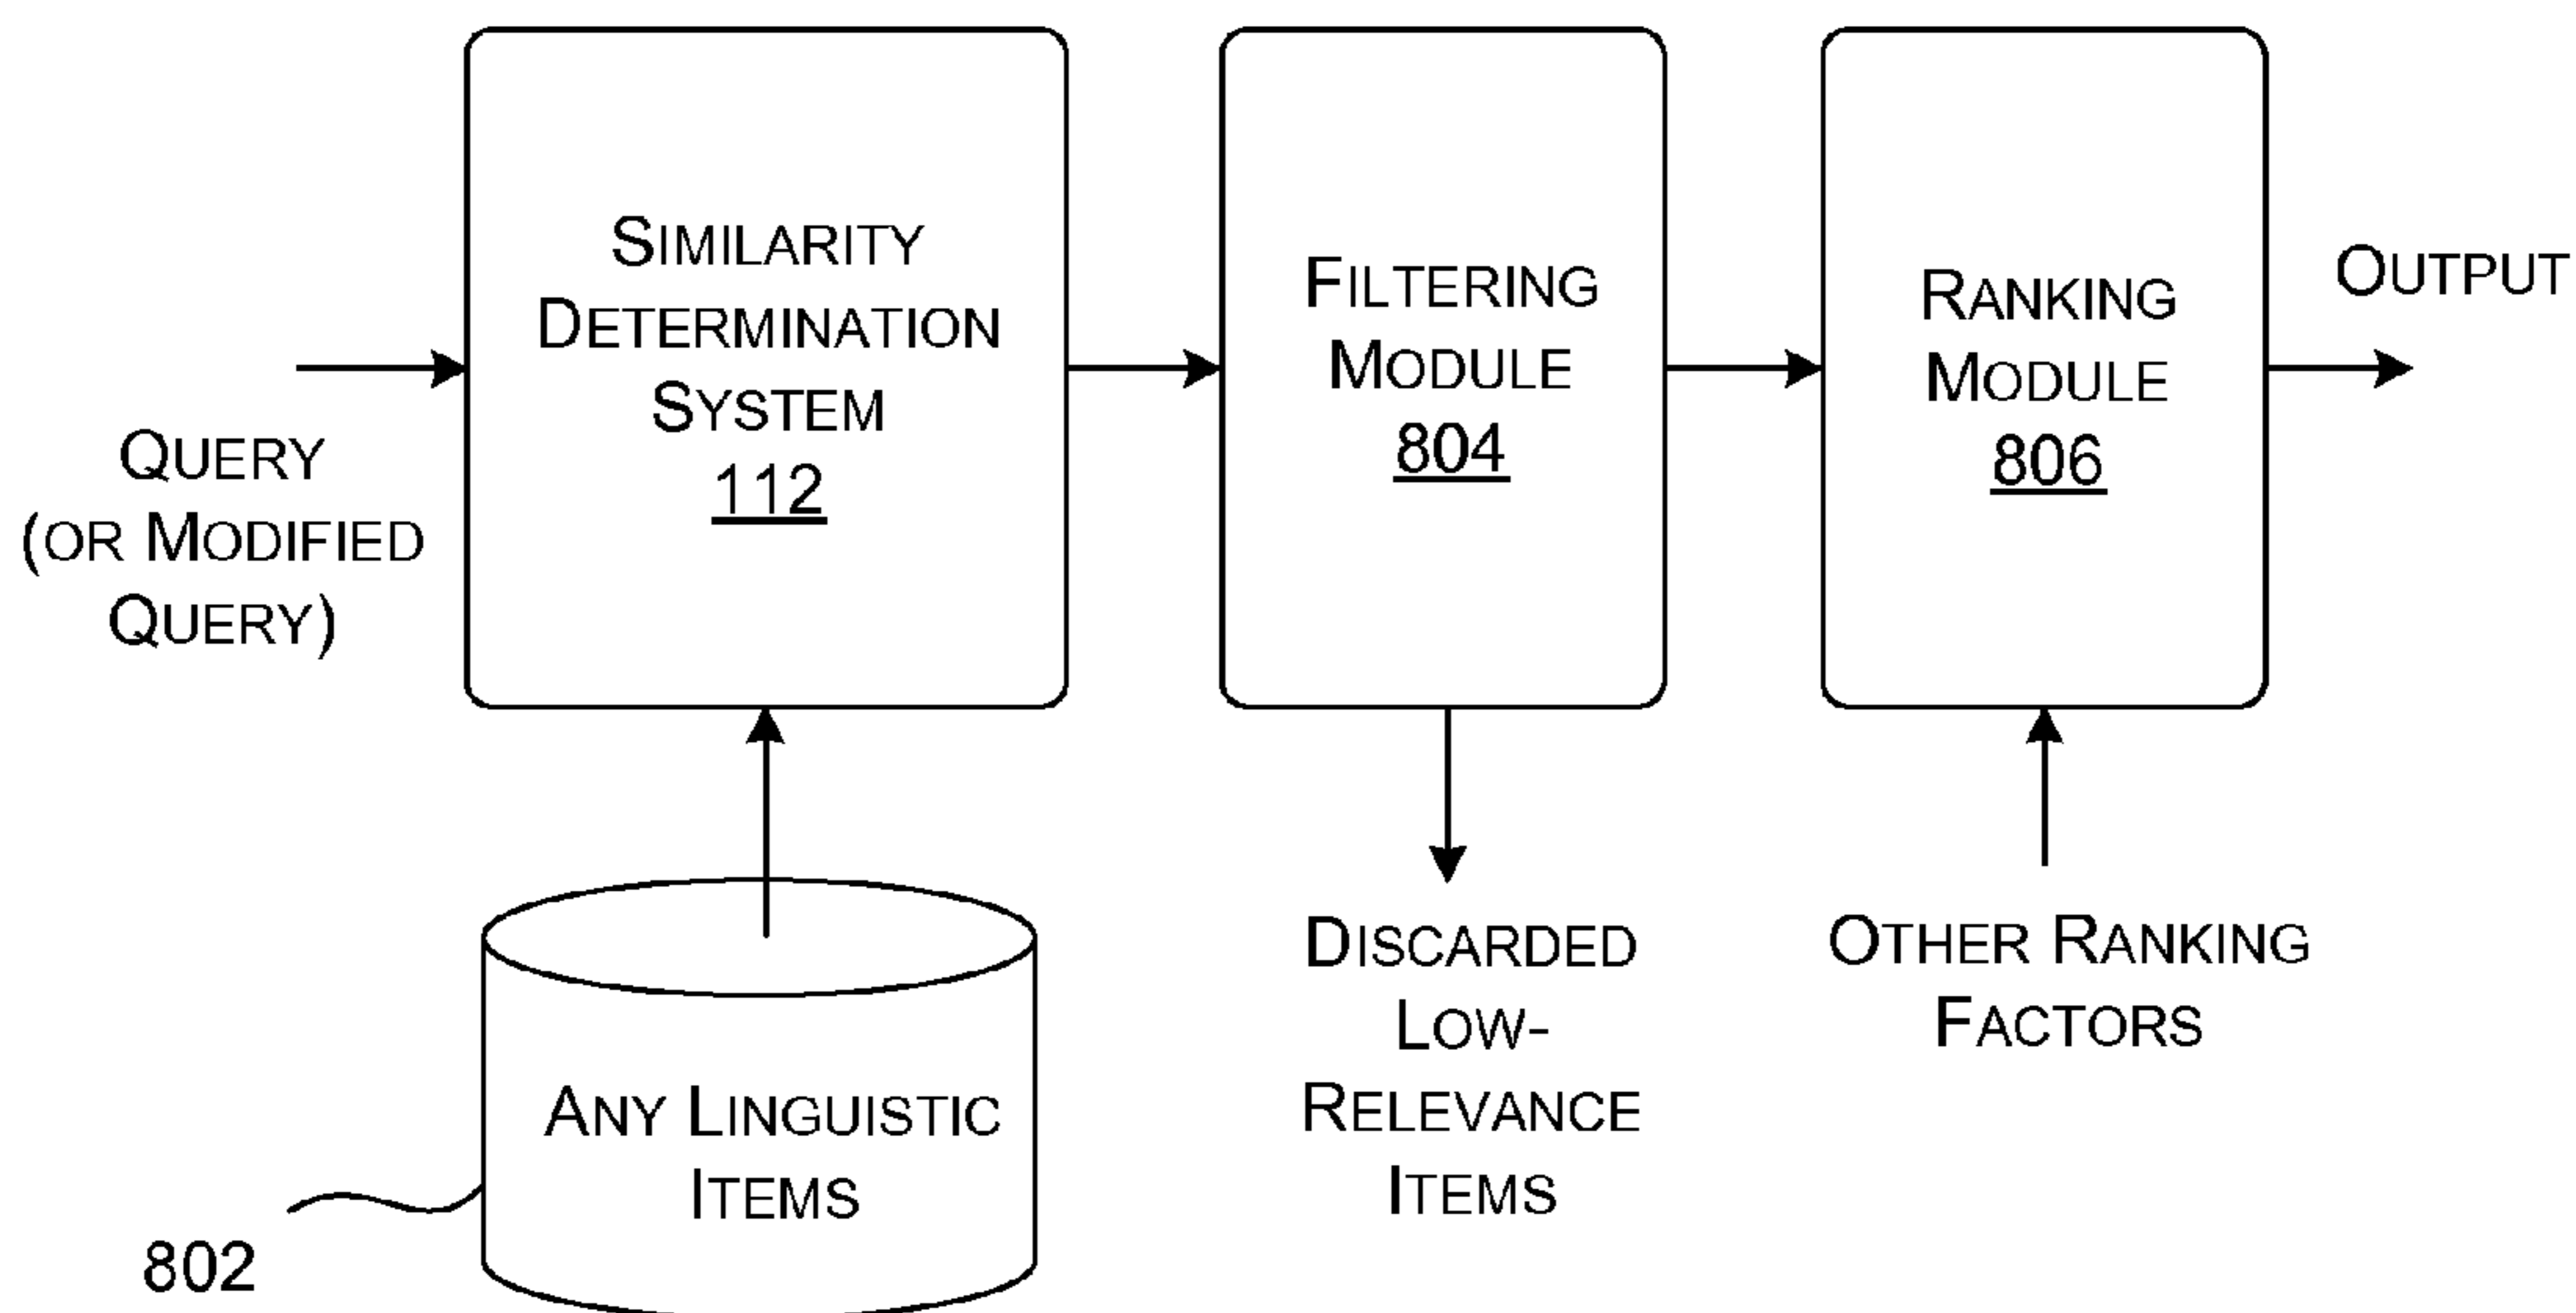 SIMILARITY
DETERMINATION
SYSTEM
112
FILTERING
MODULE
804
RANKING
MODULE
806
OUTPUT
QUERY
(OR MODIFIED
QUERY)
ANY LINGUISTIC
ITEMS
802
DISCARDED
LOW-
RELEVANCE
ITEMS
OTHER RANKING
FACTORS